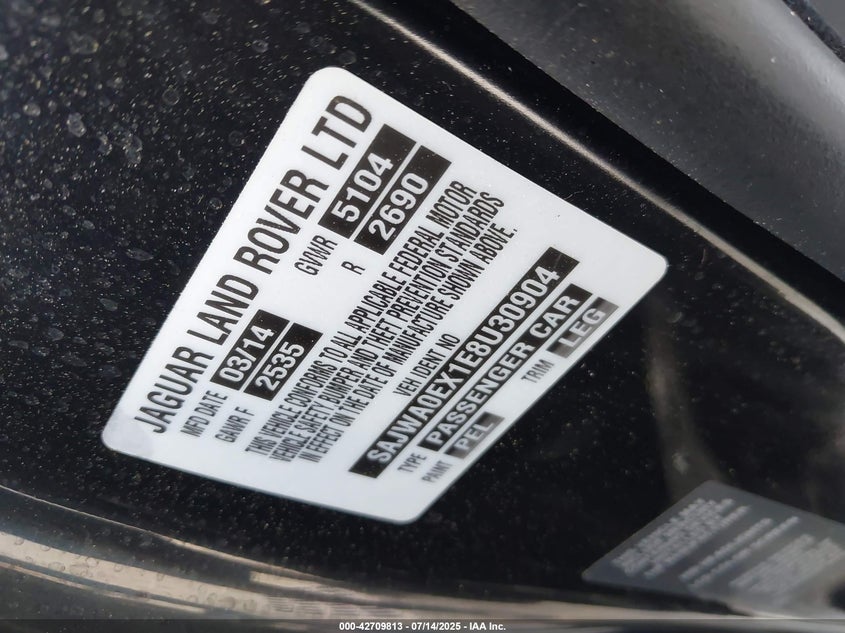 JAGUAR LAND ROVER LTD
MFD DATE 03/14 GVWR 5104
GAWR F 2535 R 2690
THIS VEHICLE CONFORMS TO ALL APPLICABLE FEDERAL MOTOR
VEHICLE SAFETY BUMPER AND THEFT PREVENTION STANDARDS
IN EFFECT ON THE DATE OF MANUFACTURE SHOWN ABOVE.
VEH IDENT NO
SAJWA0EX1E8U30904
TYPE PASSENGER CAR
PAINT PEL TRIM LEG
000-42709813 - 07/14/2025 - IAA Inc.